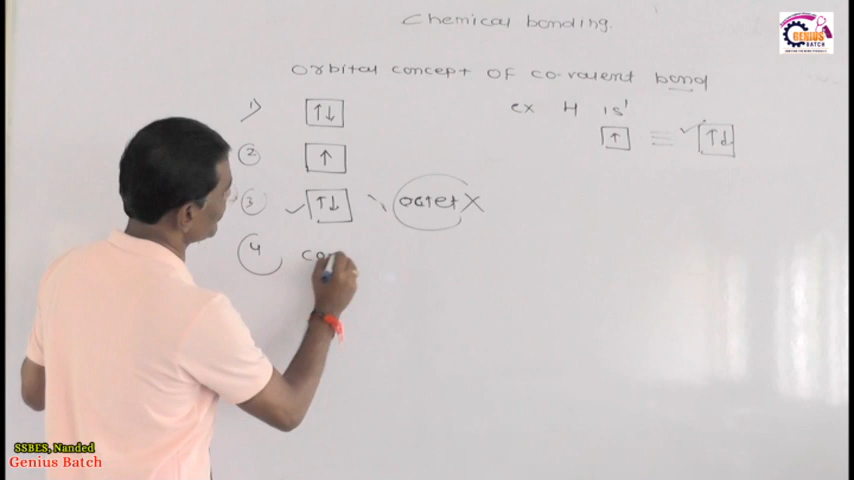 Chemical bonding.
GENIUS
BATCH
Orbital concept OF co-valent bond
1) ↑↓
ex H 1s¹
↑ ≡ ✓ ↑↓
2 ↑
3 ✓ ↑↓ octet X
4 co
SSBES, Nanded
Genius Batch